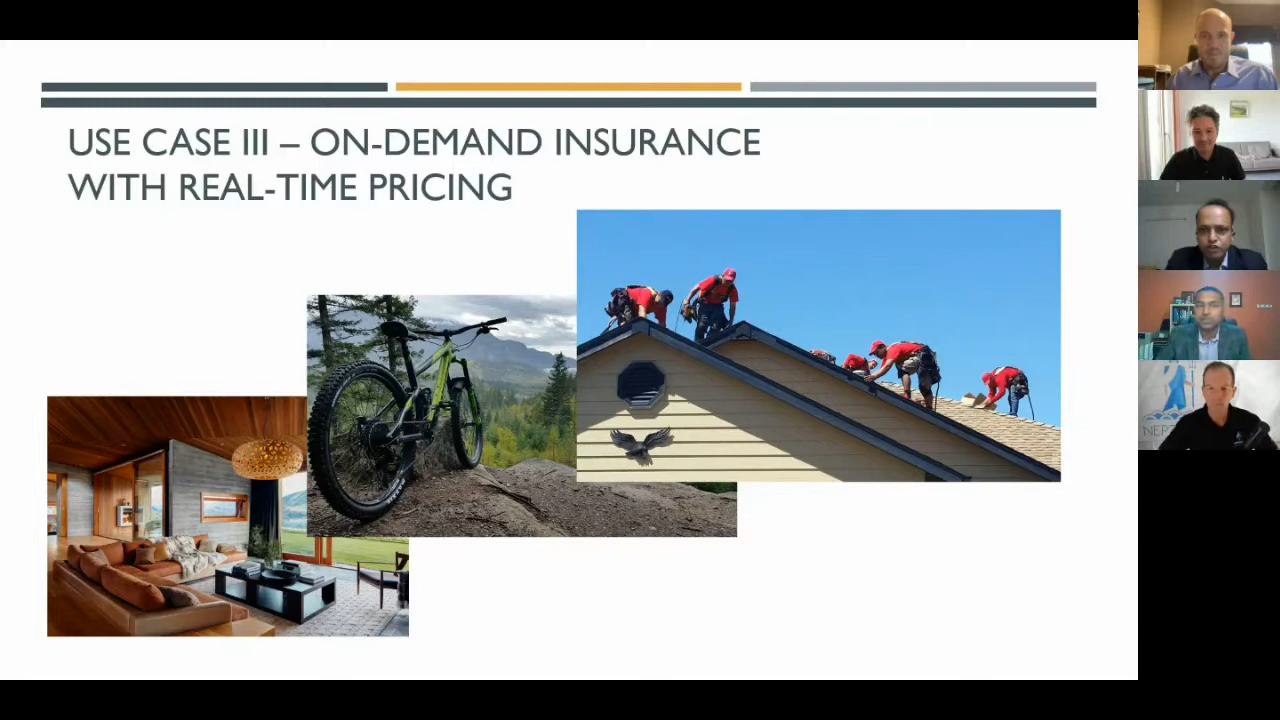 USE CASE III – ON-DEMAND INSURANCE
WITH REAL-TIME PRICING